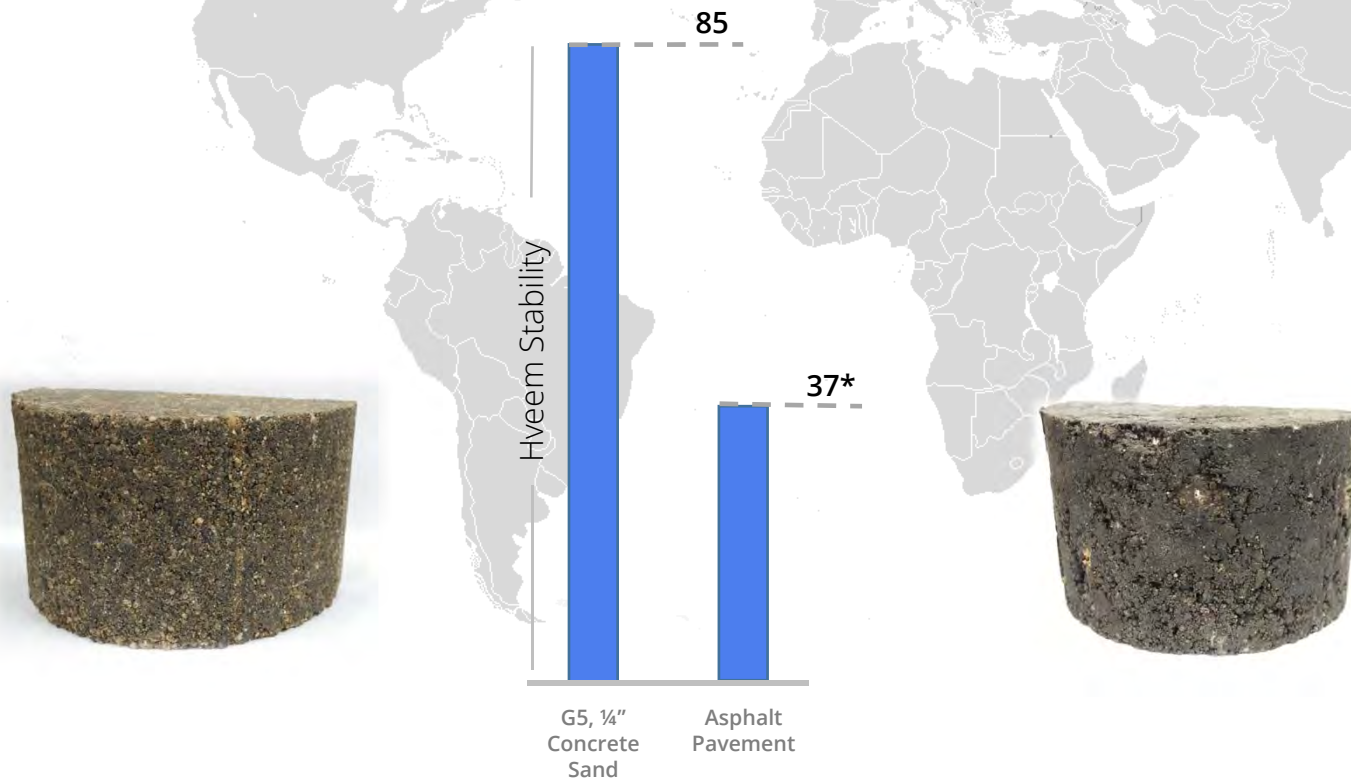 85
37*
Hveem Stability
G5, ¼”
Concrete
Sand
Asphalt
Pavement